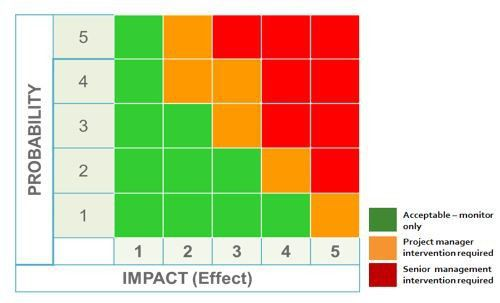 PROBABILITY
5
4
3
2
1
1 2 3 4 5
IMPACT (Effect)
Acceptable – monitor
only
Project manager
intervention required
Senior management
intervention required